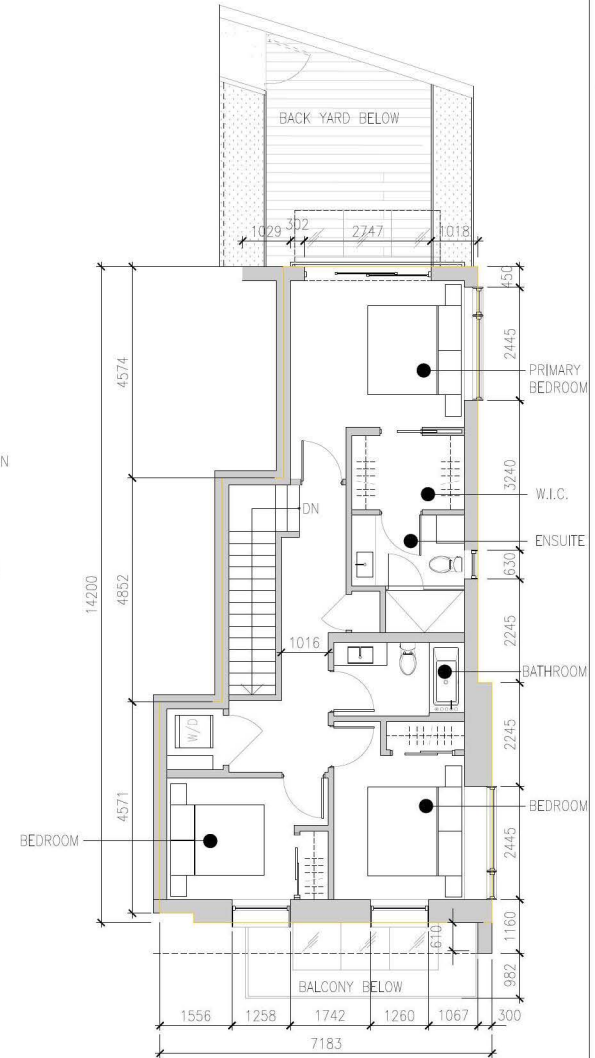 BACK YARD BELOW
1029 302 2747 1018
450
2445
4574
PRIMARY
BEDROOM
N
3240
W.I.C.
DN
ENSUITE
630
14200
4852
2245
1016
BATHROOM
W/D
2245
4571
BEDROOM
BEDROOM
2445
610
1160
982
BALCONY BELOW
1556 1258 1742 1260 1067 300
7183